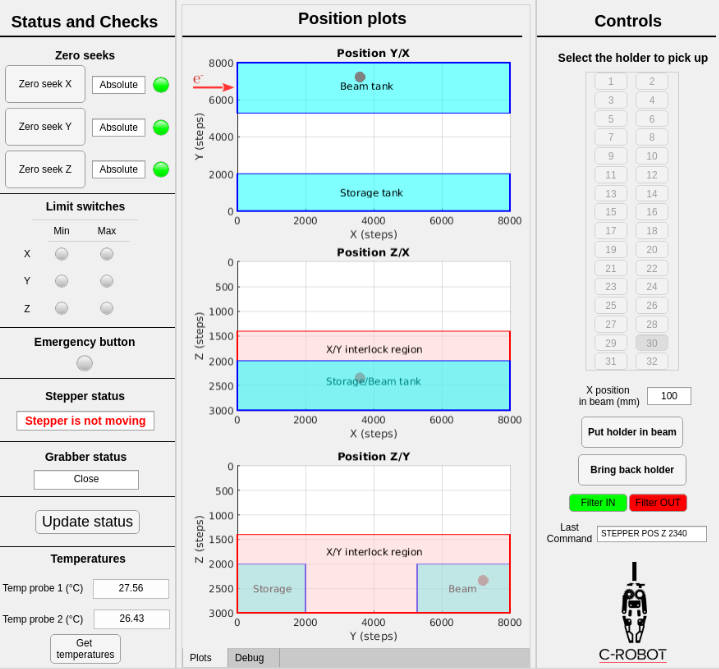 Status and Checks
Zero seeks
Zero seek X
Absolute
Zero seek Y
Absolute
Zero seek Z
Absolute
Limit switches
Min Max
X
Y
Z
Emergency button
Stepper status
Stepper is not moving
Grabber status
Close
Update status
Temperatures
Temp probe 1 (°C) 27.56
Temp probe 2 (°C) 26.43
Get
temperatures
Position plots
Position Y/X
e-
8000
6000
4000
2000
0
Y (steps)
Beam tank
Storage tank
0 2000 4000 6000 8000
X (steps)
Position Z/X
0
500
1000
1500
2000
2500
3000
Z (steps)
X/Y interlock region
Storage/Beam tank
0 2000 4000 6000 8000
X (steps)
Position Z/Y
0
500
1000
1500
2000
2500
3000
Z (steps)
X/Y interlock region
Storage
Beam
0 2000 4000 6000 8000
Y (steps)
Plots Debug
Controls
Select the holder to pick up
1 2
3 4
5 6
7 8
9 10
11 12
13 14
15 16
17 18
19 20
21 22
23 24
25 26
27 28
29 30
31 32
X position
in beam (mm)
100
Put holder in beam
Bring back holder
Filter IN Filter OUT
Last
Command
STEPPER POS Z 2340
C-ROBOT